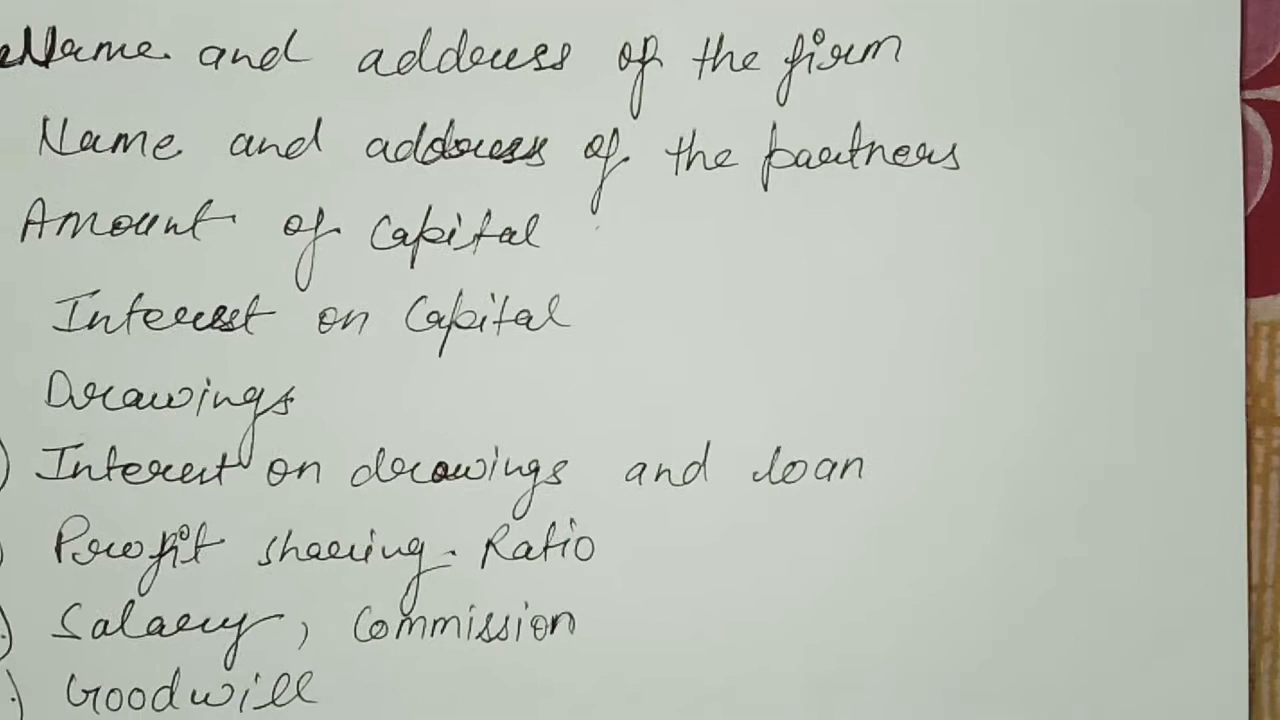 Name and address of the firm
Name and address of the partners
Amount of Capital
Interest on Capital
Drawings
) Interest on drawings and loan
) Profit sharing Ratio
.) Salary, Commission
.) Goodwill